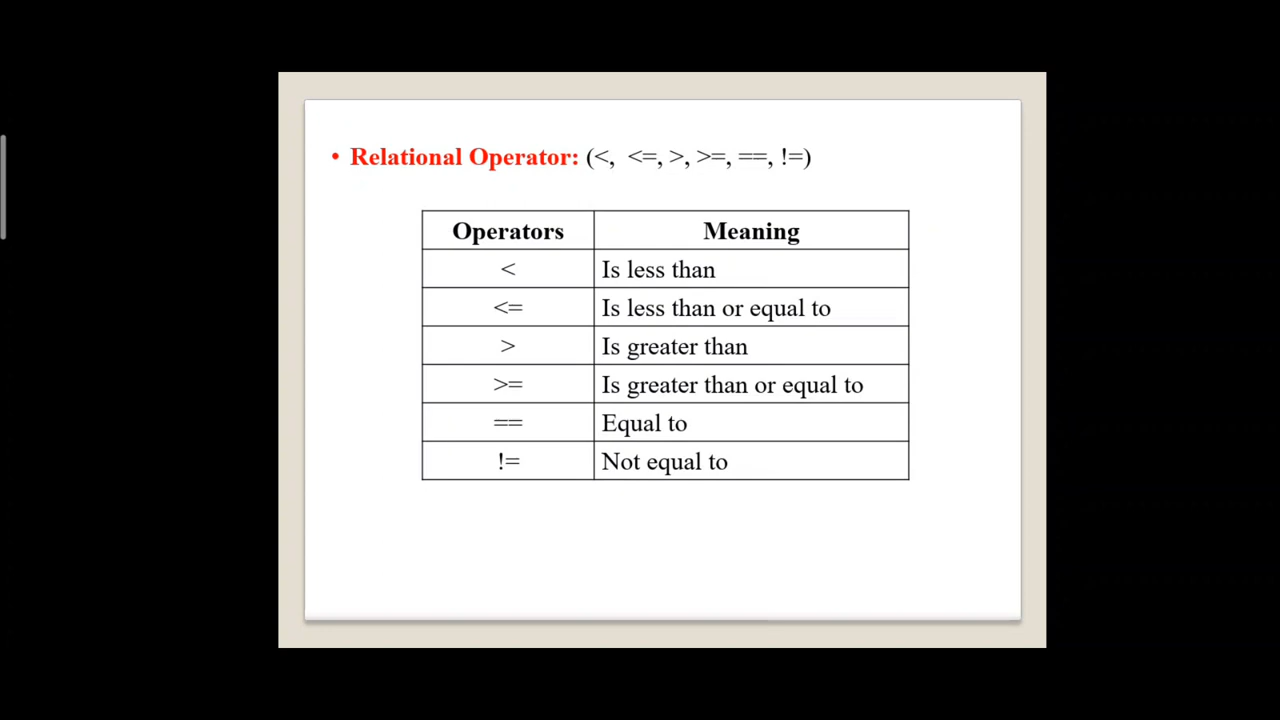 • Relational Operator: (<, <=, >, >=, ==, !=)
Operators Meaning
< Is less than
<= Is less than or equal to
> Is greater than
>= Is greater than or equal to
== Equal to
!= Not equal to